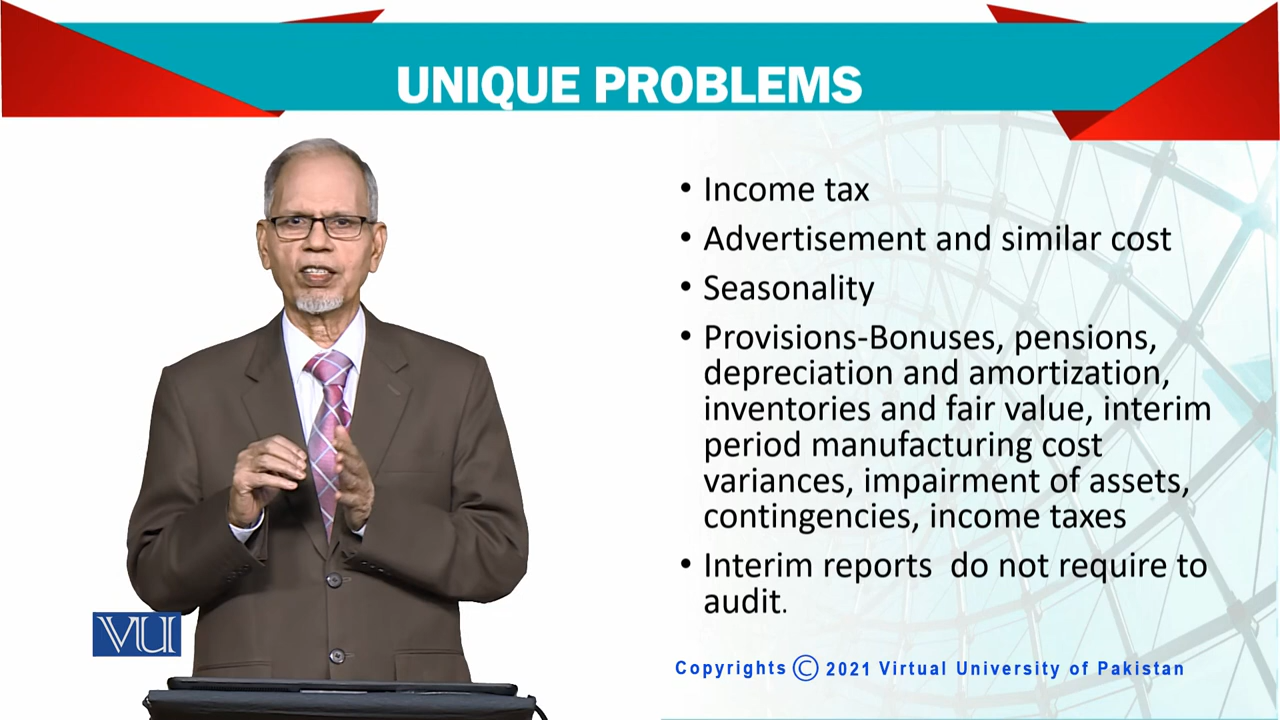 UNIQUE PROBLEMS
• Income tax
• Advertisement and similar cost
• Seasonality
• Provisions-Bonuses, pensions,
depreciation and amortization,
inventories and fair value, interim
period manufacturing cost
variances, impairment of assets,
contingencies, income taxes
• Interim reports  do not require to
audit.
VU
Copyrights © 2021 Virtual University of Pakistan